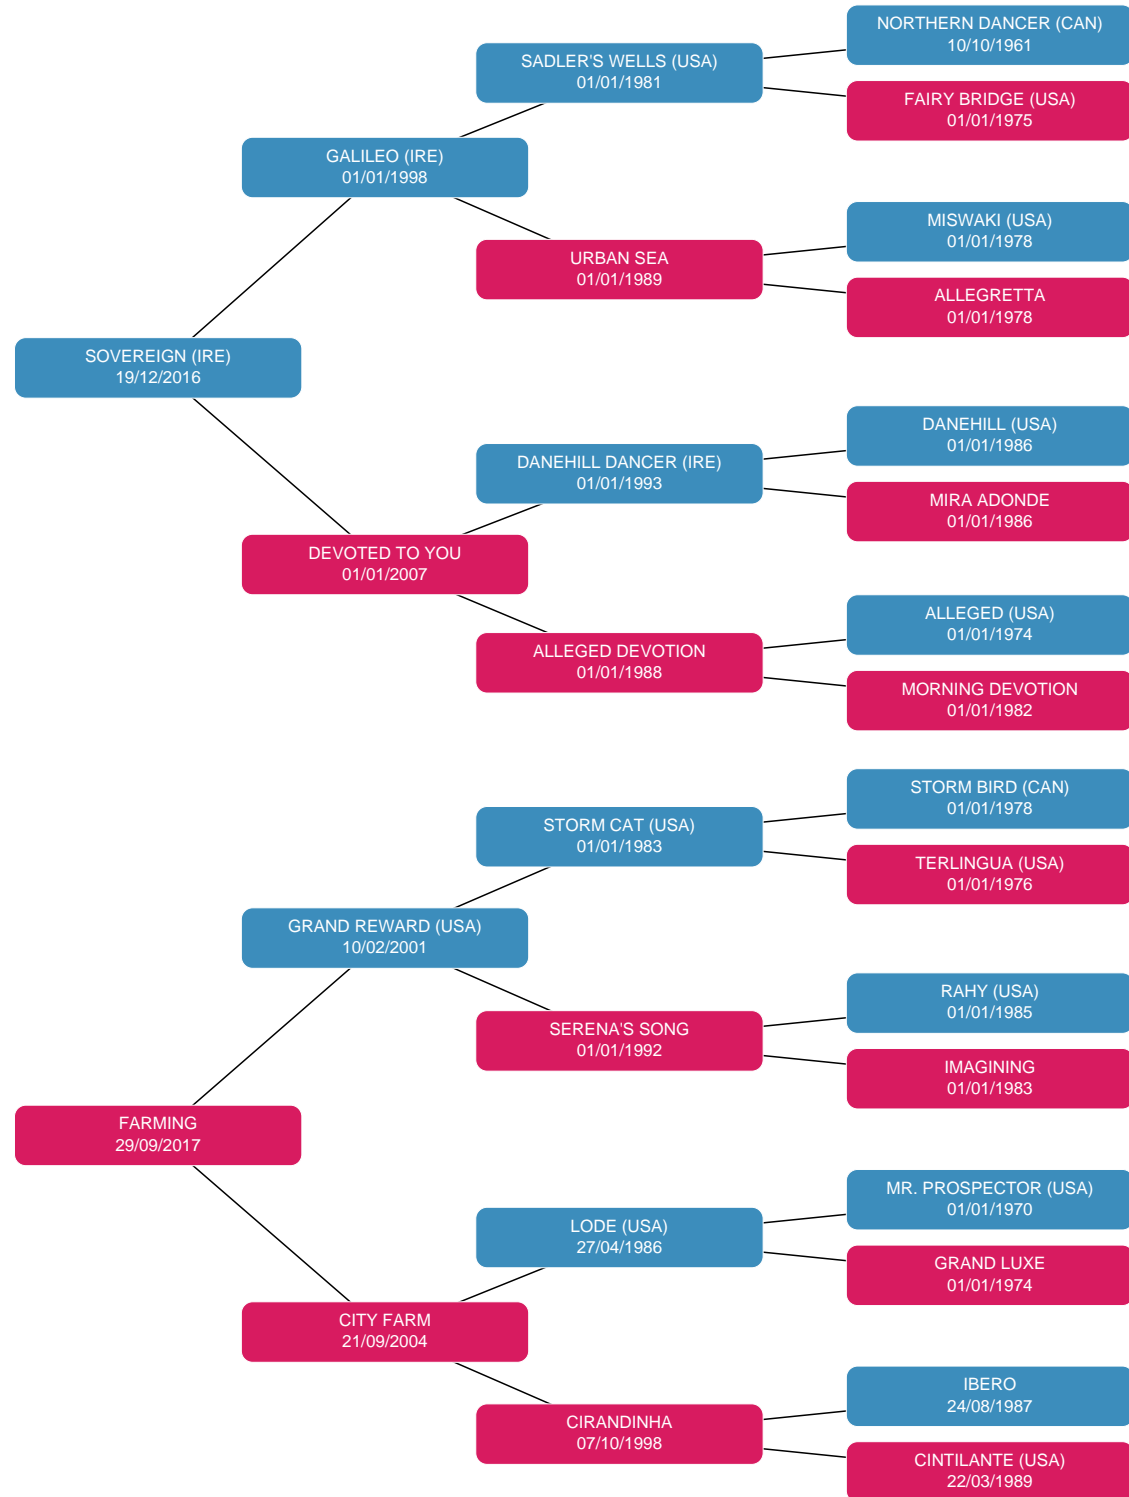 NORTHERN DANCER (CAN)
10/10/1961
SADLER'S WELLS (USA)
01/01/1981
FAIRY BRIDGE (USA)
01/01/1975
GALILEO (IRE)
01/01/1998
MISWAKI (USA)
01/01/1978
URBAN SEA
01/01/1989
ALLEGRETTA
01/01/1978
SOVEREIGN (IRE)
19/12/2016
DANEHILL (USA)
01/01/1986
DANEHILL DANCER (IRE)
01/01/1993
MIRA ADONDE
01/01/1986
DEVOTED TO YOU
01/01/2007
ALLEGED (USA)
01/01/1974
ALLEGED DEVOTION
01/01/1988
MORNING DEVOTION
01/01/1982
STORM BIRD (CAN)
01/01/1978
STORM CAT (USA)
01/01/1983
TERLINGUA (USA)
01/01/1976
GRAND REWARD (USA)
10/02/2001
RAHY (USA)
01/01/1985
SERENA'S SONG
01/01/1992
IMAGINING
01/01/1983
FARMING
29/09/2017
MR. PROSPECTOR (USA)
01/01/1970
LODE (USA)
27/04/1986
GRAND LUXE
01/01/1974
CITY FARM
21/09/2004
IBERO
24/08/1987
CIRANDINHA
07/10/1998
CINTILANTE (USA)
22/03/1989